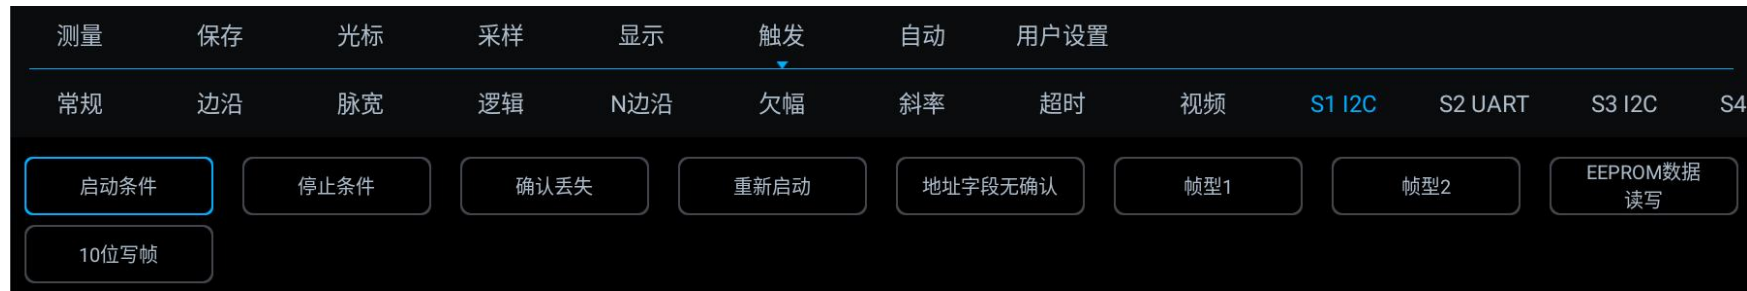 测量 保存 光标 采样 显示 触发 自动 用户设置
常规 边沿 脉宽 逻辑 N边沿 欠幅 斜率 超时 视频 S1 I2C S2 UART S3 I2C S4
启动条件 停止条件 确认丢失 重新启动 地址字段无确认 帧型1 帧型2 EEPROM数据
读写
10位写帧